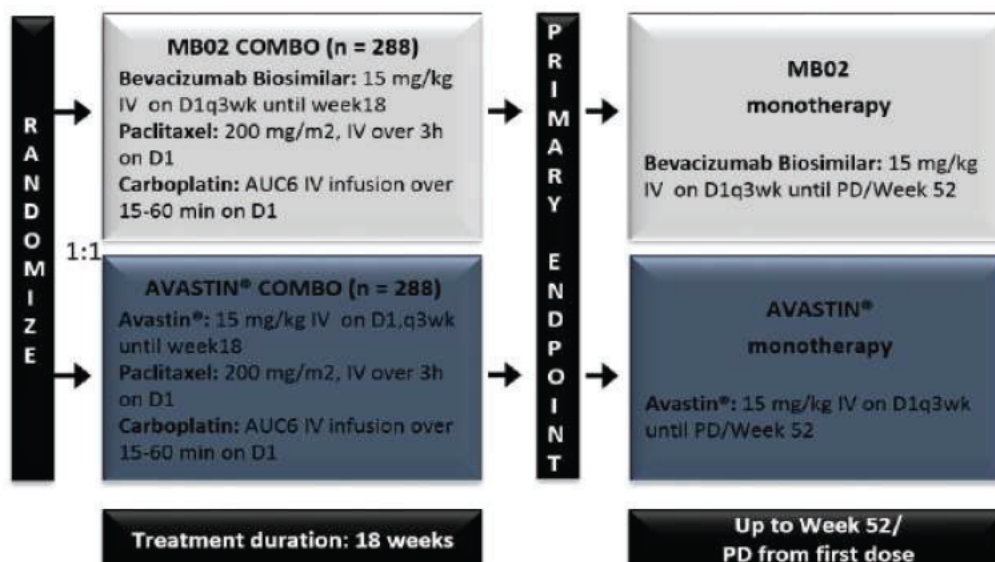 RANDOMIZE
1:1
MB02 COMBO (n = 288)
Bevacizumab Biosimilar: 15 mg/kg
IV on D1q3wk until week18
Paclitaxel: 200 mg/m2, IV over 3h
on D1
Carboplatin: AUC6 IV infusion over
15-60 min on D1
AVASTIN® COMBO (n = 288)
Avastin®: 15 mg/kg IV on D1,q3wk
until week18
Paclitaxel: 200 mg/m2, IV over 3h
on D1
Carboplatin: AUC6 IV infusion over
15-60 min on D1
Treatment duration: 18 weeks
PRIMARY ENDPOINT
MB02
monotherapy
Bevacizumab Biosimilar: 15 mg/kg
IV on D1q3wk until PD/Week 52
AVASTIN®
monotherapy
Avastin®: 15 mg/kg IV on D1q3wk
until PD/Week 52
Up to Week 52/
PD from first dose